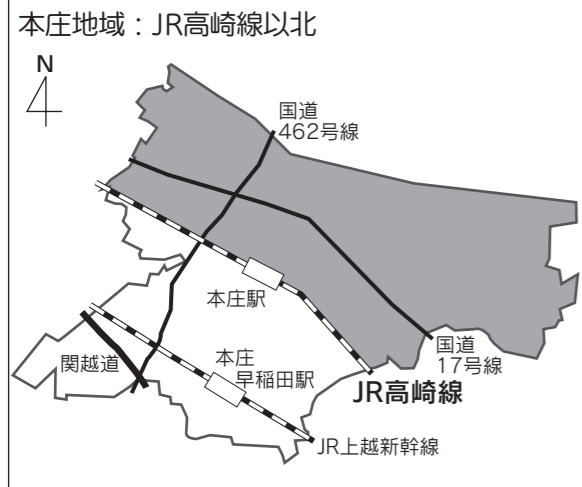 本庄地域：JR高崎線以北
N
国道
462号線
本庄駅
国道
17号線
関越道
本庄
早稲田駅
JR高崎線
JR上越新幹線